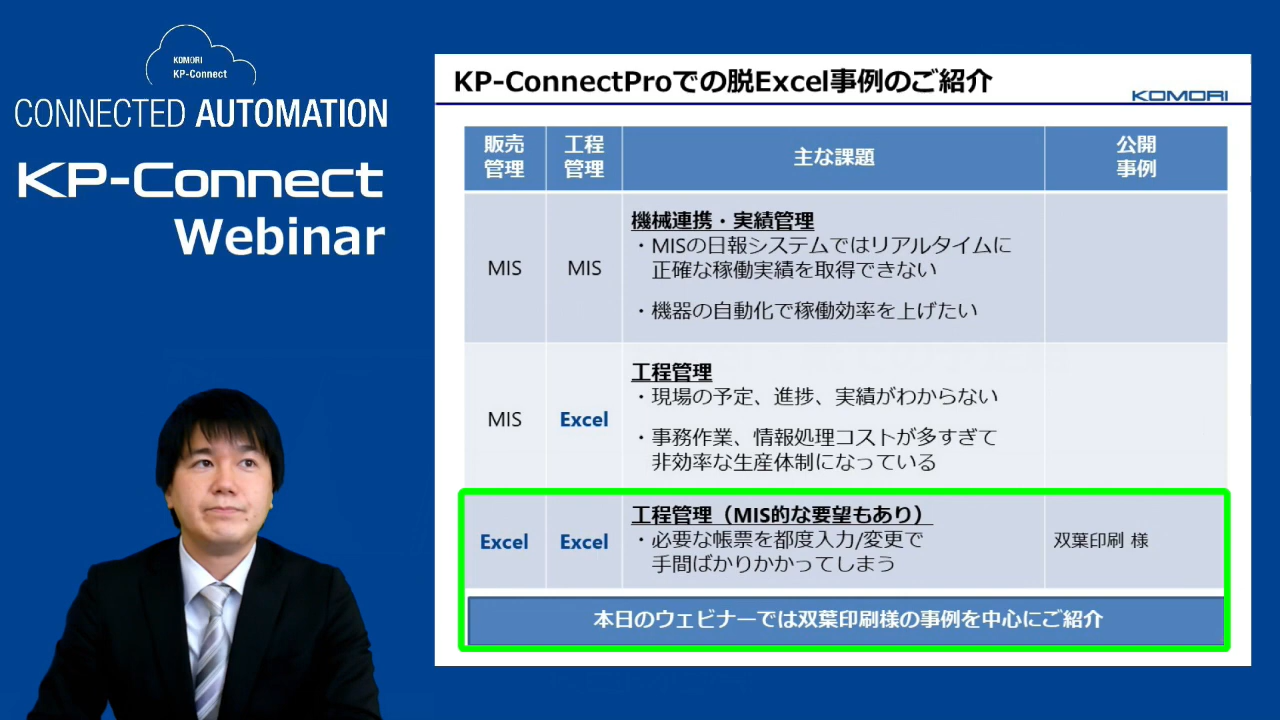 KOMORI
KP-Connect
CONNECTED AUTOMATION
KP-Connect
Webinar
KP-ConnectProでの脱Excel事例のご紹介
KOMORI
販売
管理
工程
管理
主な課題
公開
事例
MIS
MIS
機械連携・実績管理
・MISの日報システムではリアルタイムに
正確な稼働実績を取得できない
・機器の自動化で稼働効率を上げたい
MIS
Excel
工程管理
・現場の予定、進捗、実績がわからない
・事務作業、情報処理コストが多すぎて
非効率な生産体制になっている
Excel
Excel
工程管理（MIS的な要望もあり）
・必要な帳票を都度入力/変更で
手間ばかりかかってしまう
双葉印刷 様
本日のウェビナーでは双葉印刷様の事例を中心にご紹介